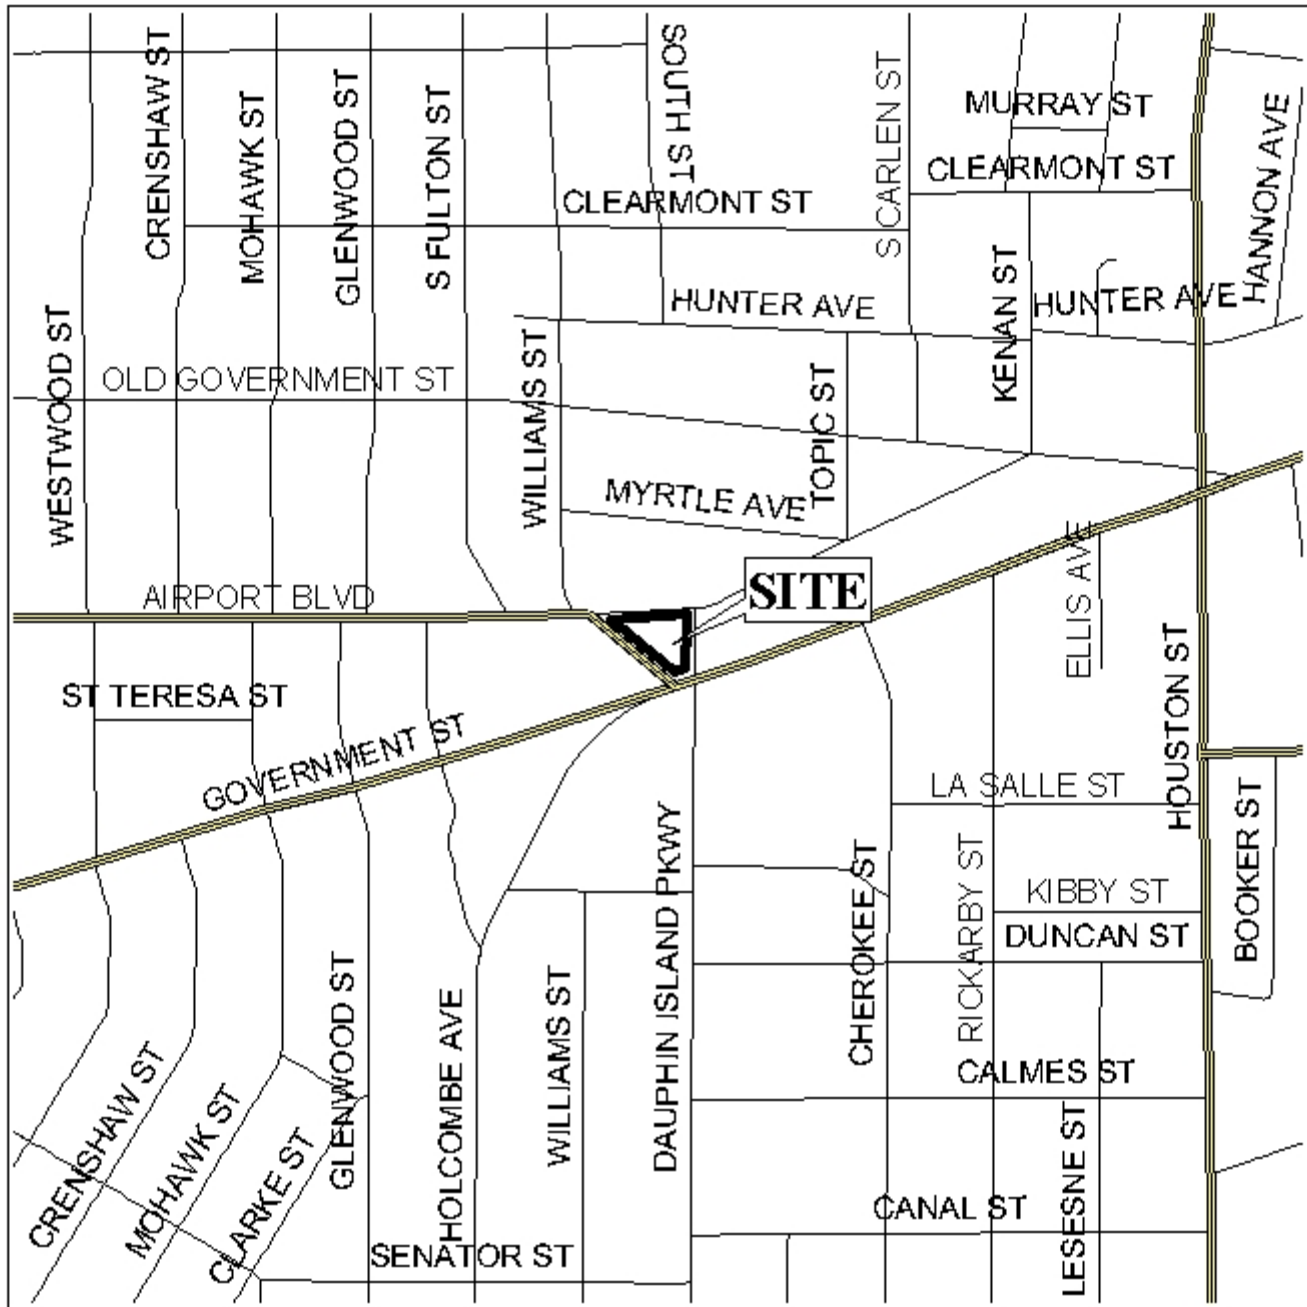 CRENSHAW ST
MOHAWK ST
GLENWOOD ST
S FULTON ST
SOUTH ST
S CARLEN ST
MURRAY ST
CLEARMONT ST
HANNON AVE
CLEARMONT ST
HUNTER AVE
KENAN ST
HUNTER AVE
WESTWOOD ST
OLD GOVERNMENT ST
WILLIAMS ST
TOPIC ST
MYRTLE AVE
AIRPORT BLVD
SITE
ELLIS AVE
ST TERESA ST
GOVERNMENT ST
HOUSTON ST
LA SALLE ST
BOOKER ST
DAUPHIN ISLAND PKWY
CHEROKEE ST
RICKARBY ST
KIBBY ST
DUNCAN ST
GLENWOOD ST
HOLCOMBE AVE
WILLIAMS ST
CALMES ST
CRENSHAW ST
MOHAWK ST
CLARKE ST
LESESNE ST
CANAL ST
SENATOR ST